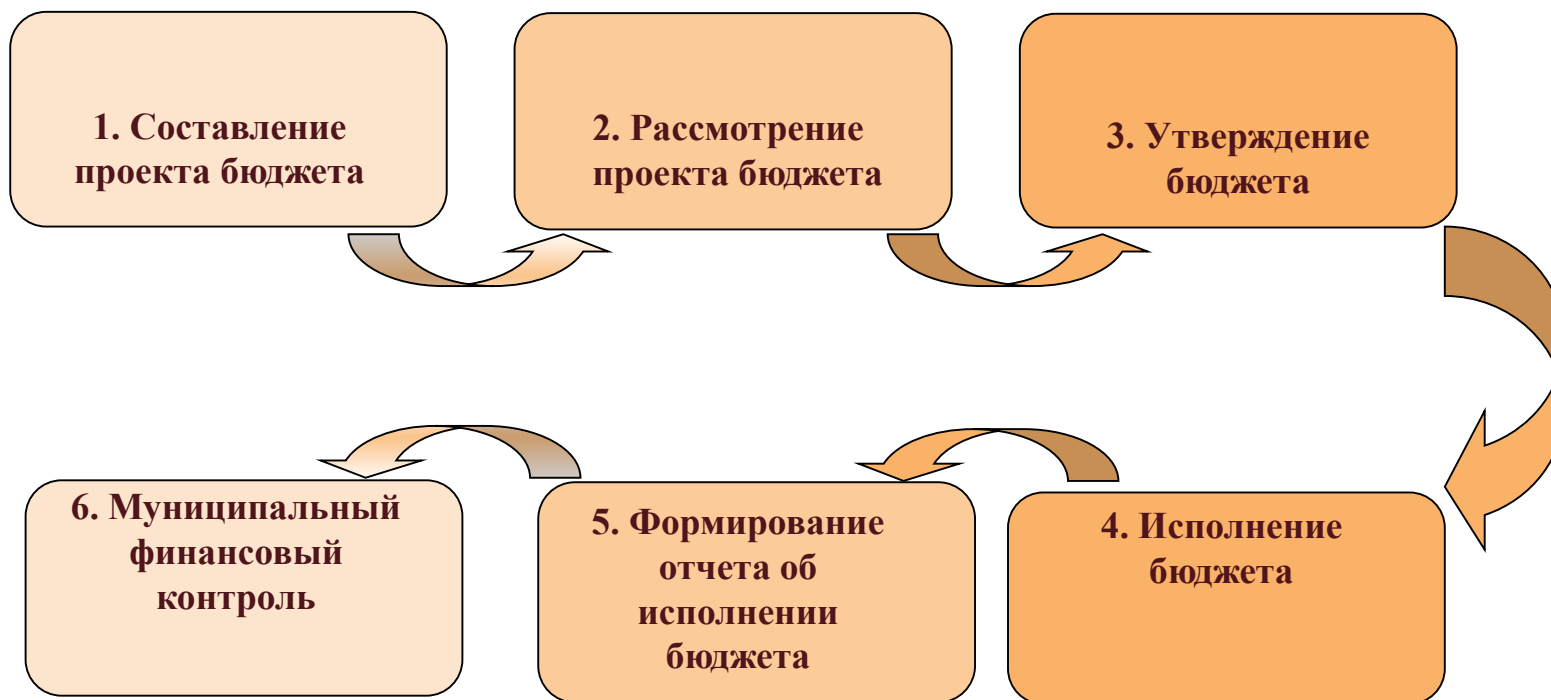 1. Составление
проекта бюджета
2. Рассмотрение
проекта бюджета
3. Утверждение
бюджета
4. Исполнение
бюджета
5. Формирование
отчета об
исполнении
бюджета
6. Муниципальный
финансовый
контроль